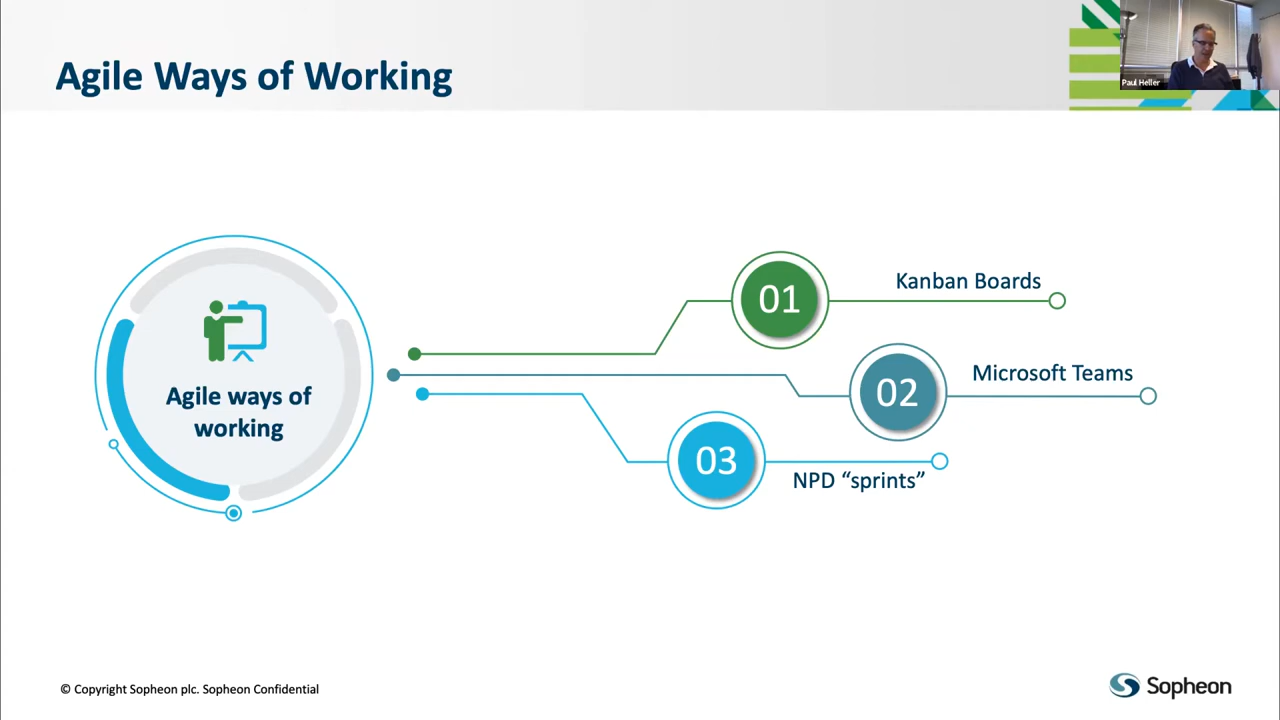 Agile Ways of Working
Paul Heller
Agile ways of
working
01
Kanban Boards
02
Microsoft Teams
03
NPD “sprints”
© Copyright Sopheon plc. Sopheon Confidential
Sopheon